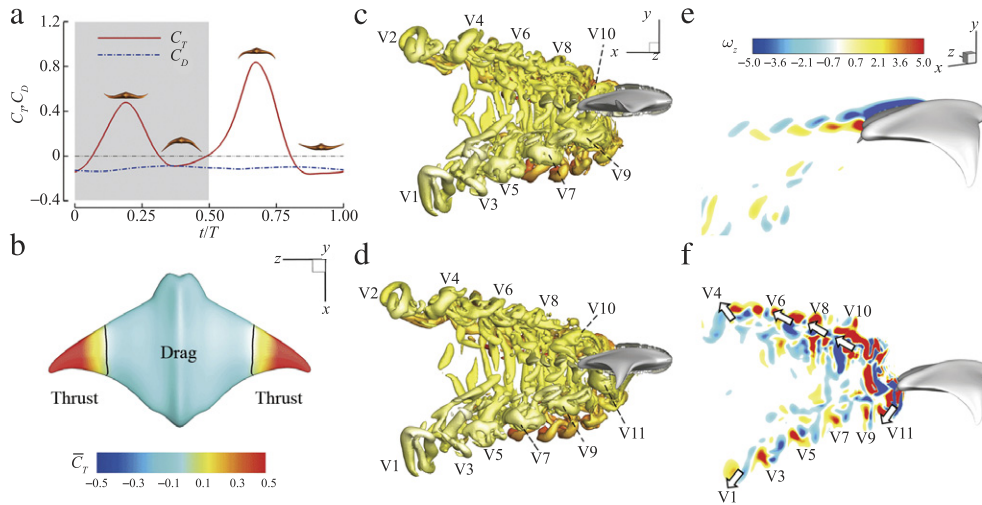 a
1.2
0.8
0.4
0
−0.4
C_T, C_D
C_T
C_D
0
0.25
0.50
0.75
1.00
t/T
b
z
y
x
Drag
Thrust
Thrust
C̅_T
−0.5
−0.3
0.1
0.3
0.5
c
V2
V4
V6
V8
V10
y
x
z
V1
V3
V5
V7
V9
d
V2
V4
V6
V8
V10
V1
V3
V5
V7
V9
V11
e
ω_z
−5.0
−3.6
−2.1
−0.7
0.7
2.1
3.6
5.0
y
z
x
f
V4
V6
V8
V10
V7
V9
V11
V5
V3
V1